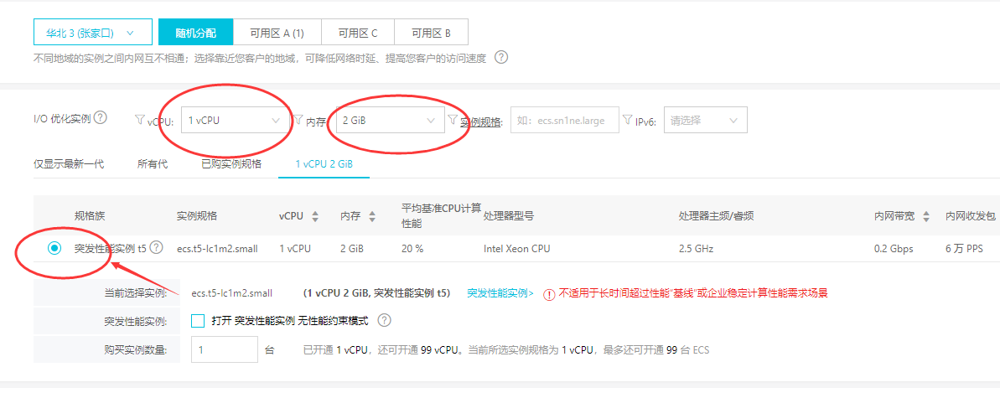 华北 3 (张家口) 随机分配 可用区 A (1) 可用区 C 可用区 B
不同地域的实例之间内网互不相通；选择靠近您客户的地域，可降低网络时延、提高您客户的访问速度 ?
I/O 优化实例 ? vCPU: 1 vCPU 内存: 2 GiB 实例规格: 如：ecs.sn1ne.large IPv6: 请选择
仅显示最新一代 所有代 已购实例规格 1 vCPU 2 GiB
规格族 实例规格 vCPU 内存 平均基准CPU计算性能 处理器型号 处理器主频/睿频 内网带宽 内网收发包
突发性能实例 t5 ? ecs.t5-lc1m2.small 1 vCPU 2 GiB 20 % Intel Xeon CPU 2.5 GHz 0.2 Gbps 6 万 PPS
当前选择实例: ecs.t5-lc1m2.small (1 vCPU 2 GiB, 突发性能实例 t5) 突发性能实例> ! 不适用于长时间超过性能“基线”或企业稳定计算性能需求场景
突发性能实例: 打开 突发性能实例 无性能约束模式 ?
购买实例数量: 1 台 已开通 1 vCPU，还可开通 99 vCPU。当前所选实例规格为 1 vCPU，最多还可开通 99 台 ECS